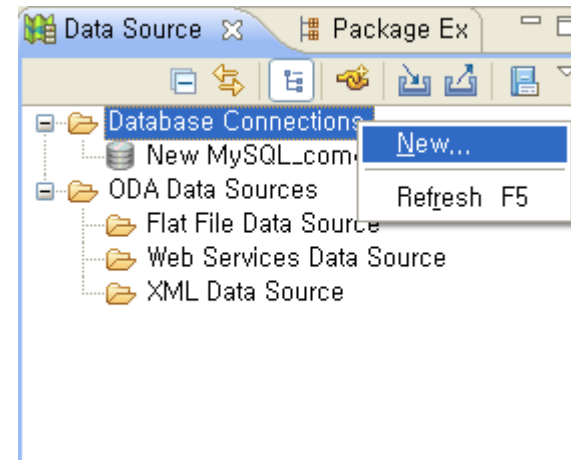 Data Source Package Ex
Database Connections
New...
New MySQL_com
ODA Data Sources
Refresh F5
Flat File Data Source
Web Services Data Source
XML Data Source